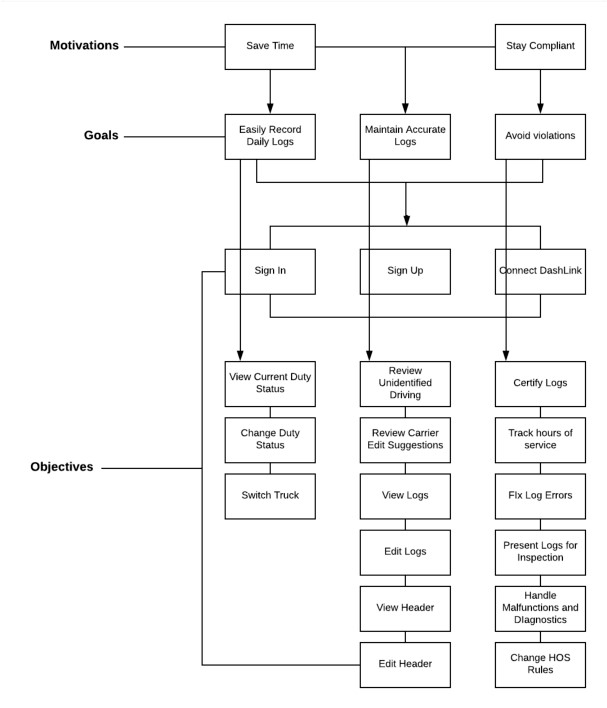 Motivations
Save Time
Stay Compliant
Goals
Easily Record
Daily Logs
Maintain Accurate
Logs
Avoid violations
Sign In
Sign Up
Connect DashLink
Objectives
View Current Duty
Status
Change Duty
Status
Switch Truck
Review
Unidentified
Driving
Review Carrier
Edit Suggestions
View Logs
Edit Logs
View Header
Edit Header
Certify Logs
Track hours of
service
FIx Log Errors
Present Logs for
Inspection
Handle
Malfunctions and
DIagnostics
Change HOS
Rules